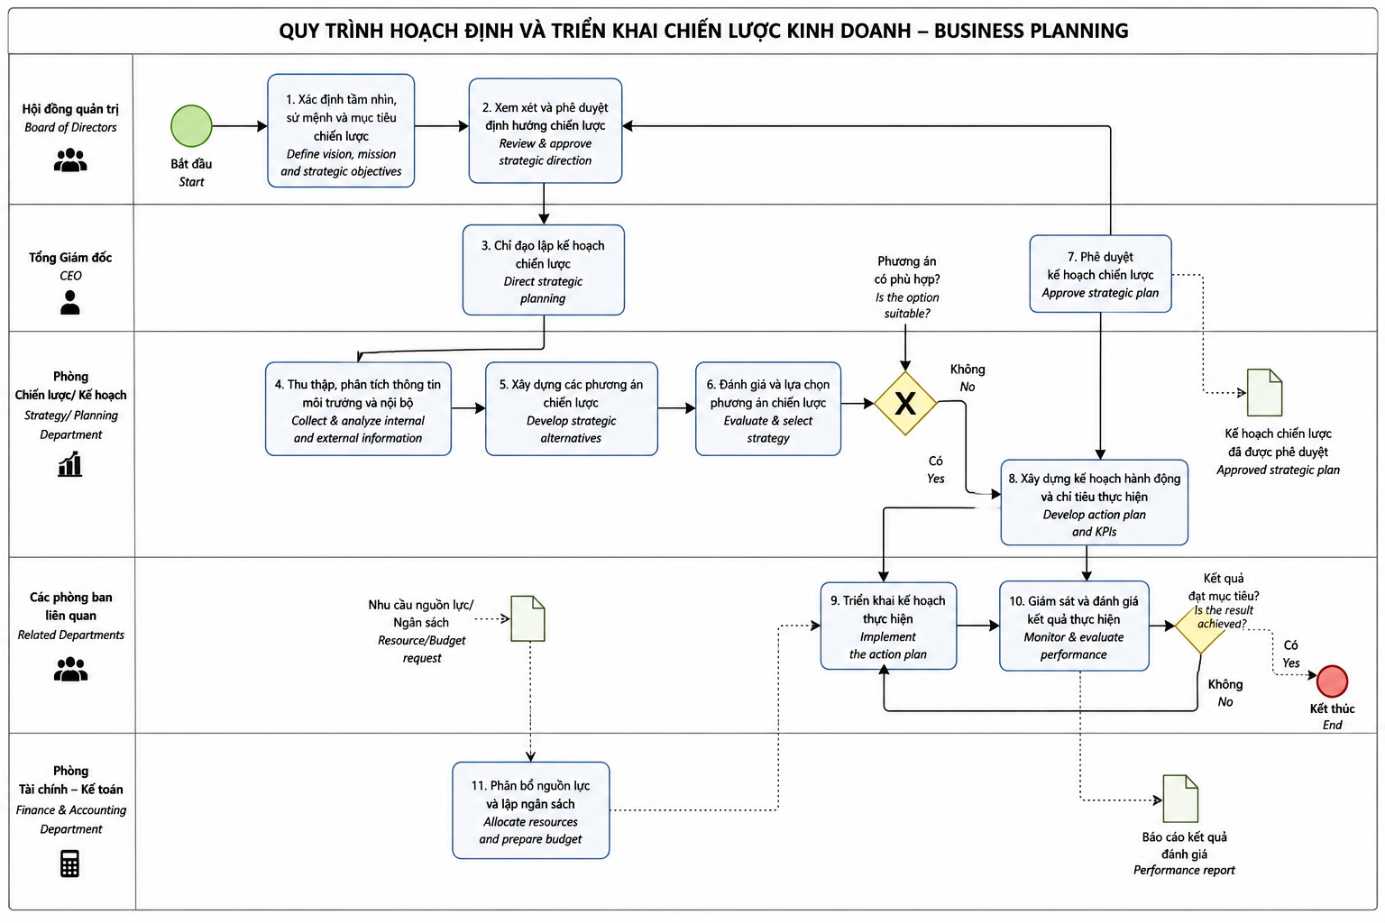 QUY TRÌNH HOẠCH ĐỊNH VÀ TRIỂN KHAI CHIẾN LƯỢC KINH DOANH – BUSINESS PLANNING
Hội đồng quản trị
Board of Directors
Bắt đầu
Start
1. Xác định tầm nhìn,
sứ mệnh và mục tiêu
chiến lược
Define vision, mission
and strategic objectives
2. Xem xét và phê duyệt
định hướng chiến lược
Review & approve
strategic direction
Tổng Giám đốc
CEO
3. Chỉ đạo lập kế hoạch
chiến lược
Direct strategic
planning
Phương án
có phù hợp?
Is the option
suitable?
7. Phê duyệt
kế hoạch chiến lược
Approve strategic plan
Phòng
Chiến lược/ Kế hoạch
Strategy/ Planning
Department
4. Thu thập, phân tích thông tin
môi trường và nội bộ
Collect & analyze internal
and external information
5. Xây dựng các phương án
chiến lược
Develop strategic
alternatives
6. Đánh giá và lựa chọn
phương án chiến lược
Evaluate & select
strategy
X
Không
No
Có
Yes
8. Xây dựng kế hoạch hành động
và chỉ tiêu thực hiện
Develop action plan
and KPIs
Kế hoạch chiến lược
đã được phê duyệt
Approved strategic plan
Các phòng ban
liên quan
Related Departments
Nhu cầu nguồn lực/
Ngân sách
Resource/Budget
request
9. Triển khai kế hoạch
thực hiện
Implement
the action plan
10. Giám sát và đánh giá
kết quả thực hiện
Monitor & evaluate
performance
Kết quả
đạt mục tiêu?
Is the result
achieved?
Có
Yes
Không
No
Kết thúc
End
Phòng
Tài chính – Kế toán
Finance & Accounting
Department
11. Phân bổ nguồn lực
và lập ngân sách
Allocate resources
and prepare budget
Báo cáo kết quả
đánh giá
Performance report